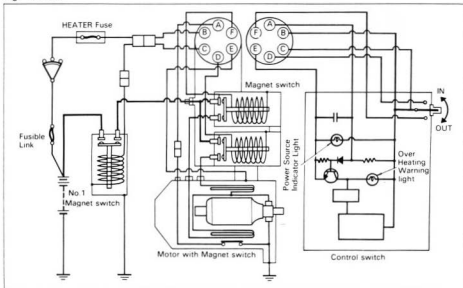 HEATER Fuse
A
B
C
D
E
F
A
F
B
E
C
D
Magnet switch
IN
OUT
Fusible
Link
No.1
Magnet switch
Power Source
Indicator Light
Over
Heating
Warning
light
Motor with Magnet switch
Control switch